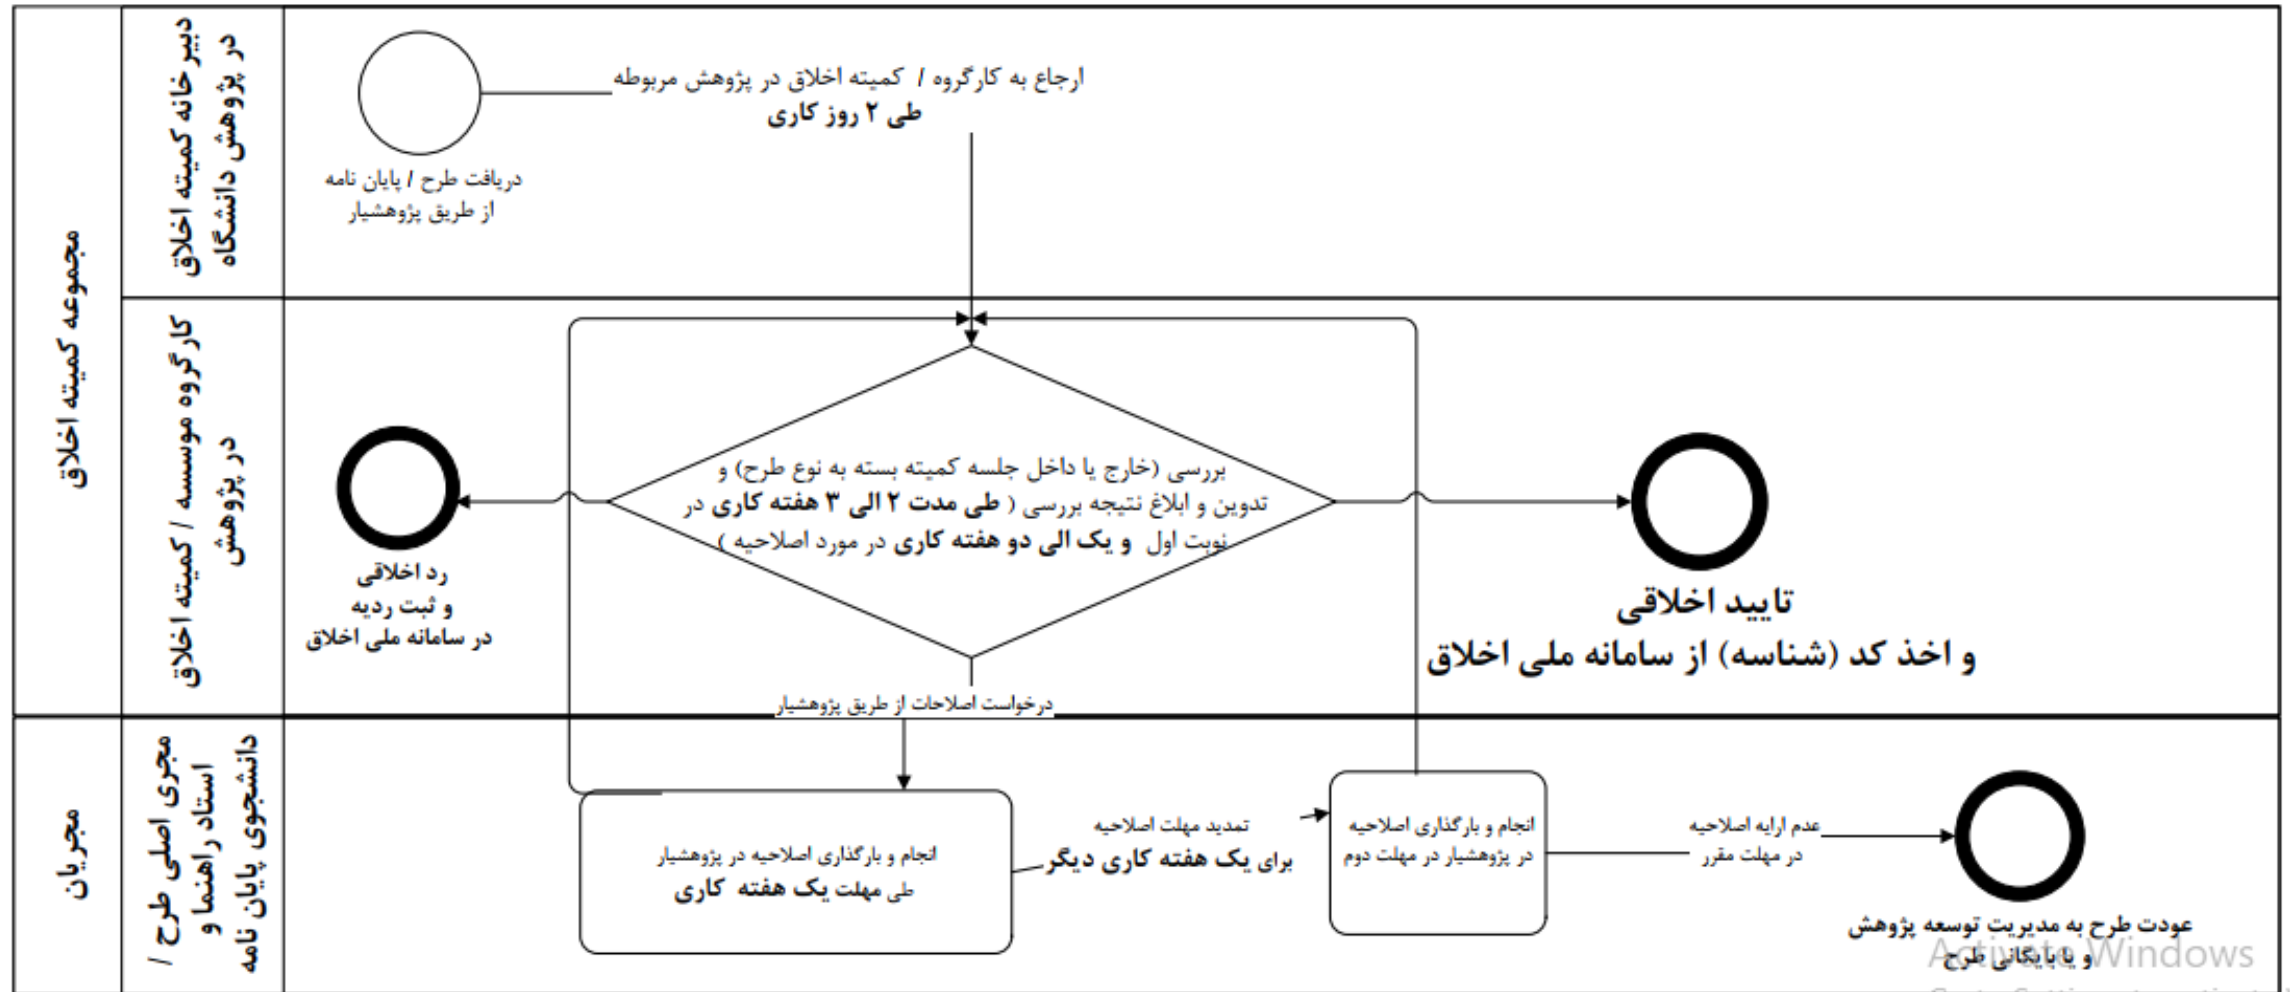 مجموعه کمیته اخلاق
دبیرخانه کمیته اخلاق
در پژوهش دانشگاه
دریافت طرح / پایان نامه
از طریق پژوهشیار
ارجاع به کارگروه / کمیته اخلاق در پژوهش مربوطه
طی ۲ روز کاری
کارگروه موسسه / کمیته اخلاق
در پژوهش
رد اخلاقی
و ثبت ردیه
در سامانه ملی اخلاق
بررسی (خارج یا داخل جلسه کمیته بسته به نوع طرح) و
تدوین و ابلاغ نتیجه بررسی ( طی مدت ۲ الی ۳ هفته کاری در
نوبت اول و یک الی دو هفته کاری در مورد اصلاحیه )
تایید اخلاقی
و اخذ کد (شناسه) از سامانه ملی اخلاق
درخواست اصلاحات از طریق پژوهشیار
مجریان
مجری اصلی طرح /
استاد راهنما و
دانشجوی پایان نامه
انجام و بارگذاری اصلاحیه در پژوهشیار
طی مهلت یک هفته کاری
تمدید مهلت اصلاحیه
برای یک هفته کاری دیگر
انجام و بارگذاری اصلاحیه
در پژوهشیار در مهلت دوم
عدم ارایه اصلاحیه
در مهلت مقرر
عودت طرح به مدیریت توسعه پژوهش
و یا بایگانی طرح
Activate Windows